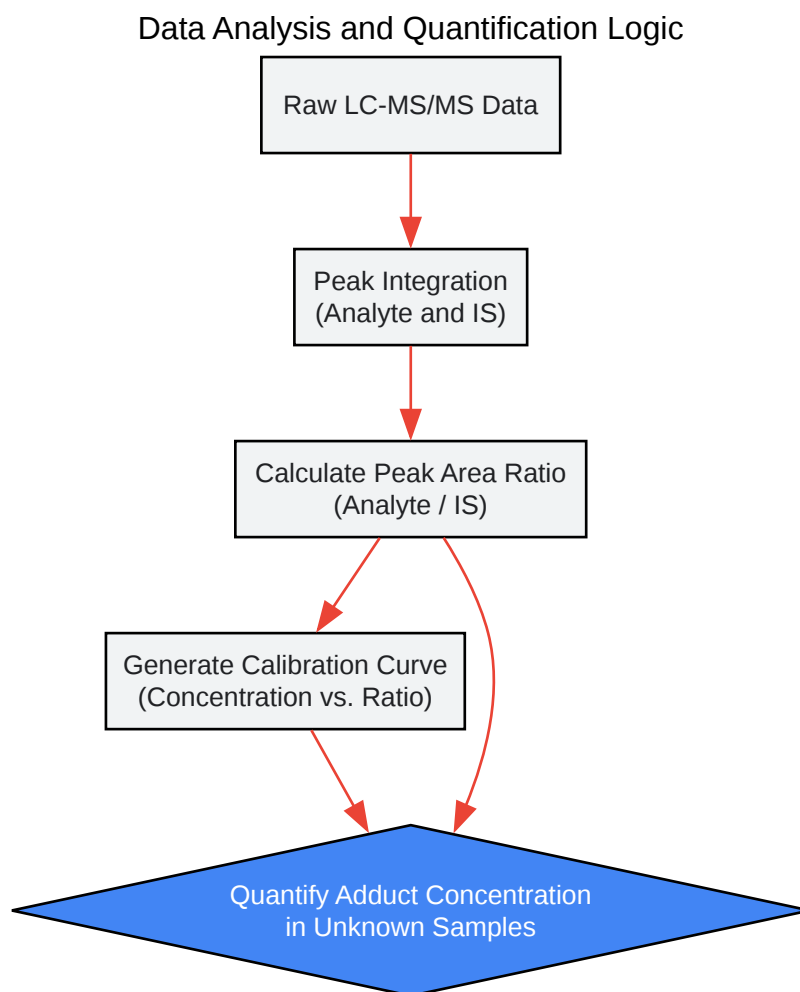 Data Analysis and Quantification Logic
Raw LC-MS/MS Data
Peak Integration
(Analyte and IS)
Calculate Peak Area Ratio
(Analyte / IS)
Generate Calibration Curve
(Concentration vs. Ratio)
Quantify Adduct Concentration
in Unknown Samples